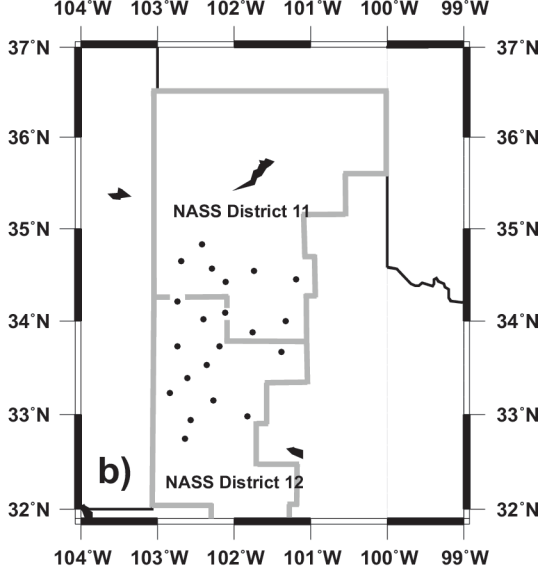 104˚W 103˚W 102˚W 101˚W 100˚W 99˚W
37˚N 37˚N
36˚N 36˚N
NASS District 11
35˚N 35˚N
34˚N 34˚N
33˚N 33˚N
b)
NASS District 12
32˚N 32˚N
104˚W 103˚W 102˚W 101˚W 100˚W 99˚W